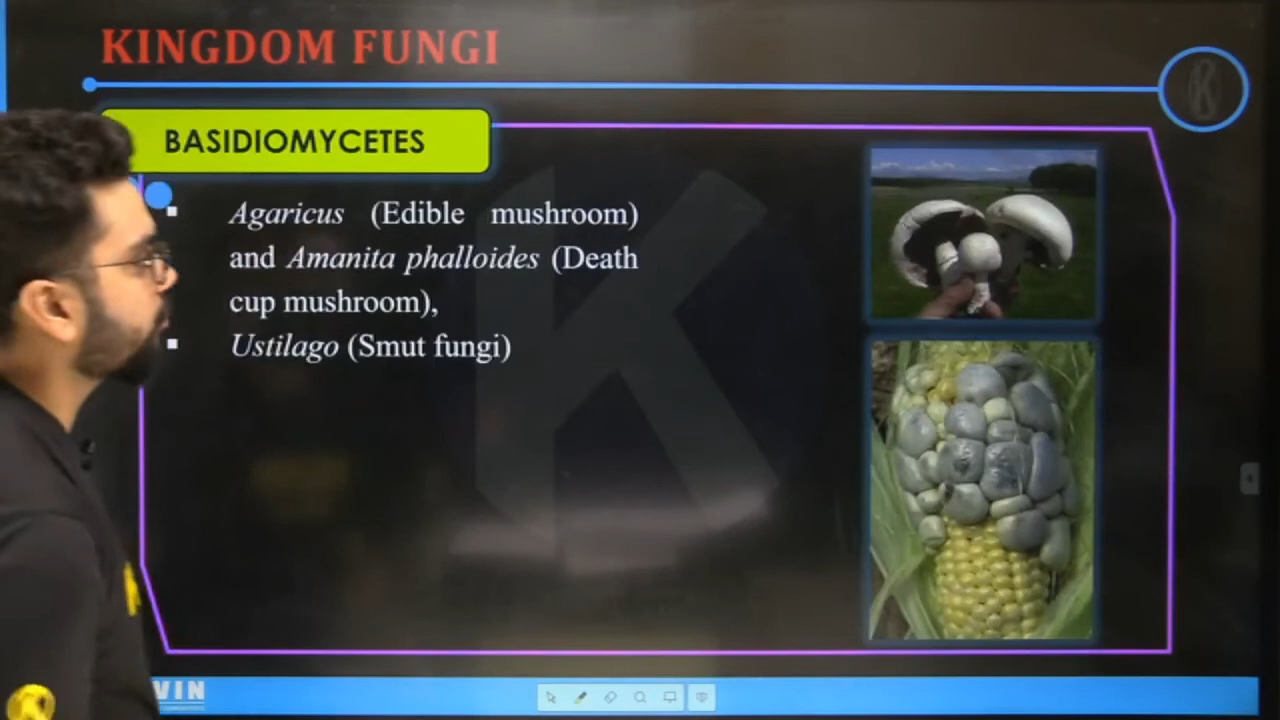 KINGDOM FUNGI
BASIDIOMYCETES
▪ Agaricus (Edible mushroom)
and Amanita phalloides (Death
cup mushroom),
▪ Ustilago (Smut fungi)
VIN